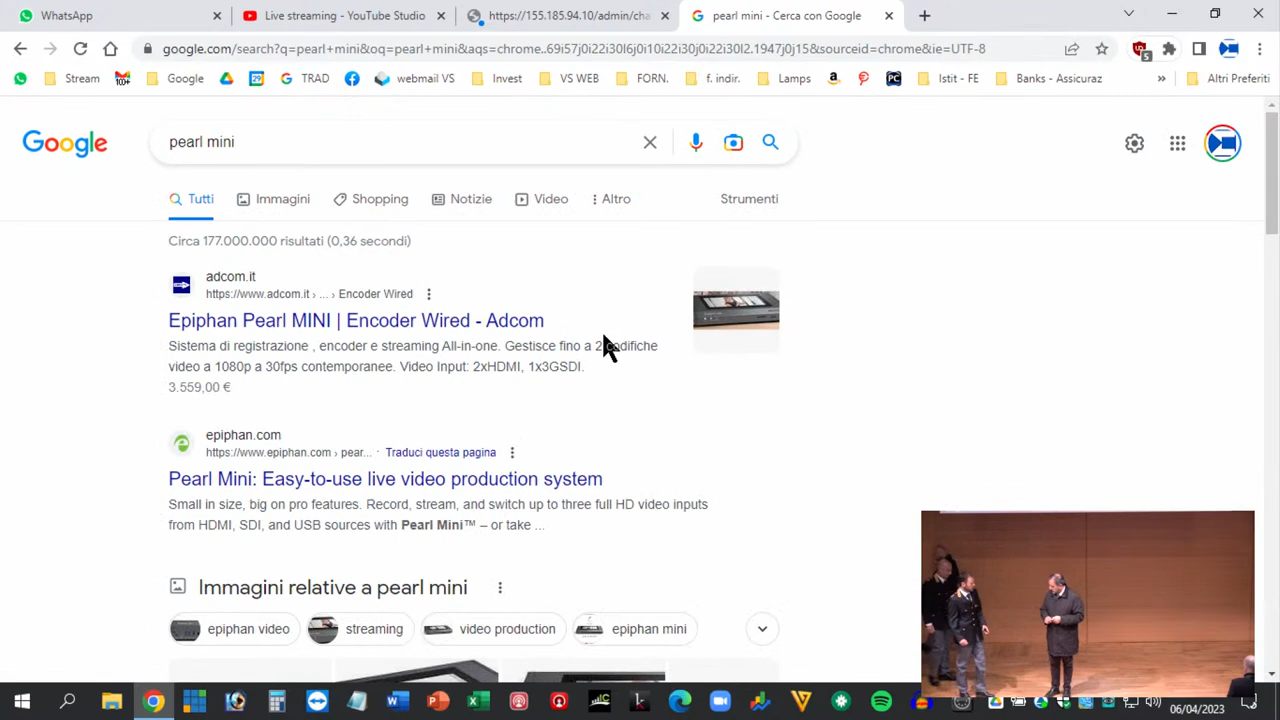 WhatsApp
Live streaming - YouTube Studio
https://155.185.94.10/admin/cha
pearl mini - Cerca con Google
google.com/search?q=pearl+mini&oq=pearl+mini&aqs=chrome..69i57j0i22i30l6j0i10i22i30j0i22i30l2.1947j0j15&sourceid=chrome&ie=UTF-8
5
100+
Stream
Google
TRAD
webmail VS
Invest
VS WEB
FORN.
f. indir.
Lamps
PC
Istit - FE
Banks - Assicuraz
»
Altri Preferiti
Google
pearl mini
Tutti
Immagini
Shopping
Notizie
Video
Altro
Strumenti
Circa 177.000.000 risultati (0,36 secondi)
adcom.it
https://www.adcom.it › ... › Encoder Wired
Epiphan Pearl MINI | Encoder Wired - Adcom
Sistema di registrazione , encoder e streaming All-in-one. Gestisce fino a 2 codifiche
video a 1080p a 30fps contemporanee. Video Input: 2xHDMI, 1x3GSDI.
3.559,00 €
epiphan.com
https://www.epiphan.com › pear... · Traduci questa pagina
Pearl Mini: Easy-to-use live video production system
Small in size, big on pro features. Record, stream, and switch up to three full HD video inputs
from HDMI, SDI, and USB sources with Pearl Mini™ – or take ...
Immagini relative a pearl mini
epiphan video
streaming
video production
epiphan mini
06/04/2023